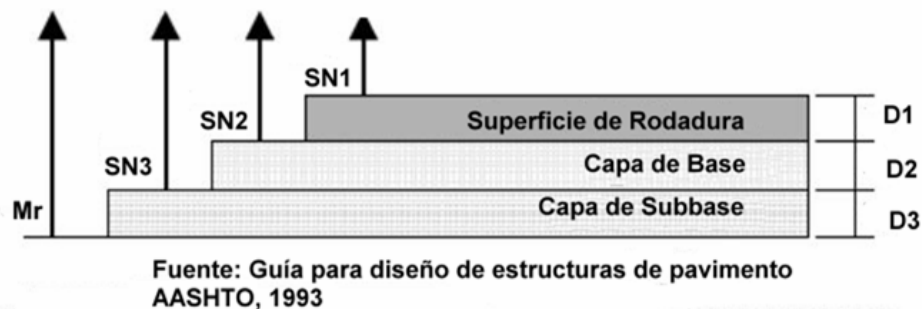 SN1
Superficie de Rodadura
D1
SN2
Capa de Base
D2
SN3
Capa de Subbase
D3
Mr
Fuente: Guía para diseño de estructuras de pavimento
AASHTO, 1993